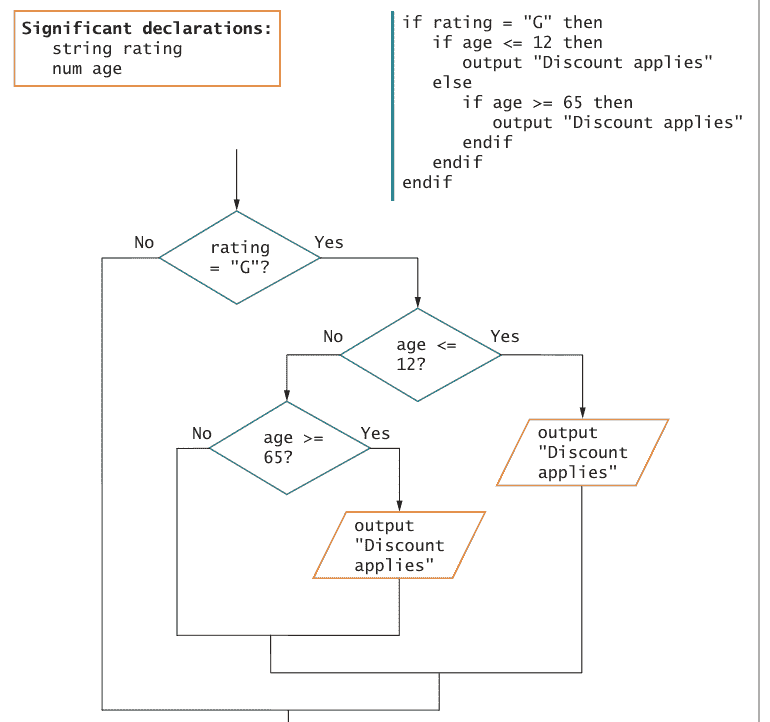 Significant declarations:
string rating
num age
if rating = "G" then
if age <= 12 then
output "Discount applies"
else
if age >= 65 then
output "Discount applies"
endif
endif
endif
No
rating
= "G"?
Yes
No
age <=
12?
Yes
No
age >=
65?
Yes
output
"Discount
applies"
output
"Discount
applies"